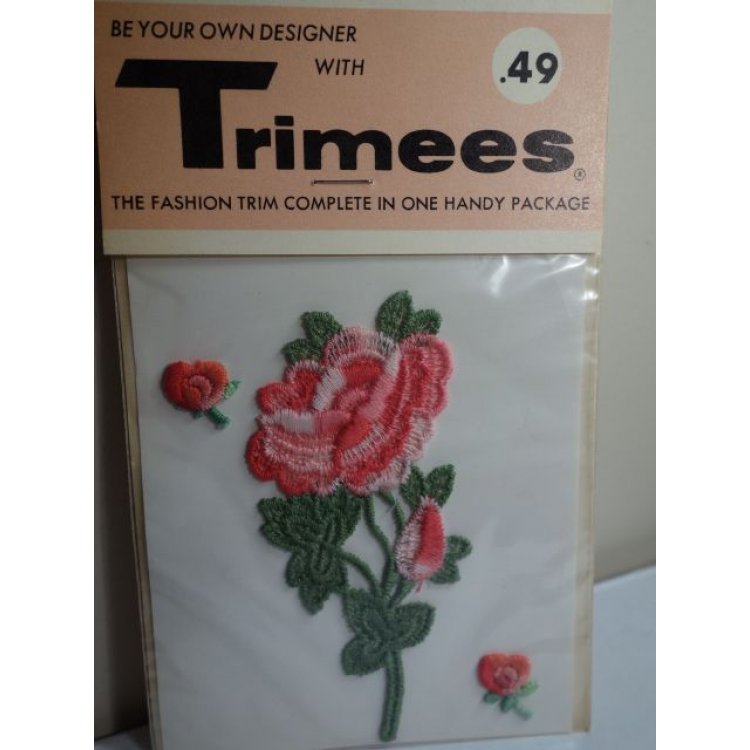 BE YOUR OWN DESIGNER
WITH
.49
Trimees®
THE FASHION TRIM COMPLETE IN ONE HANDY PACKAGE